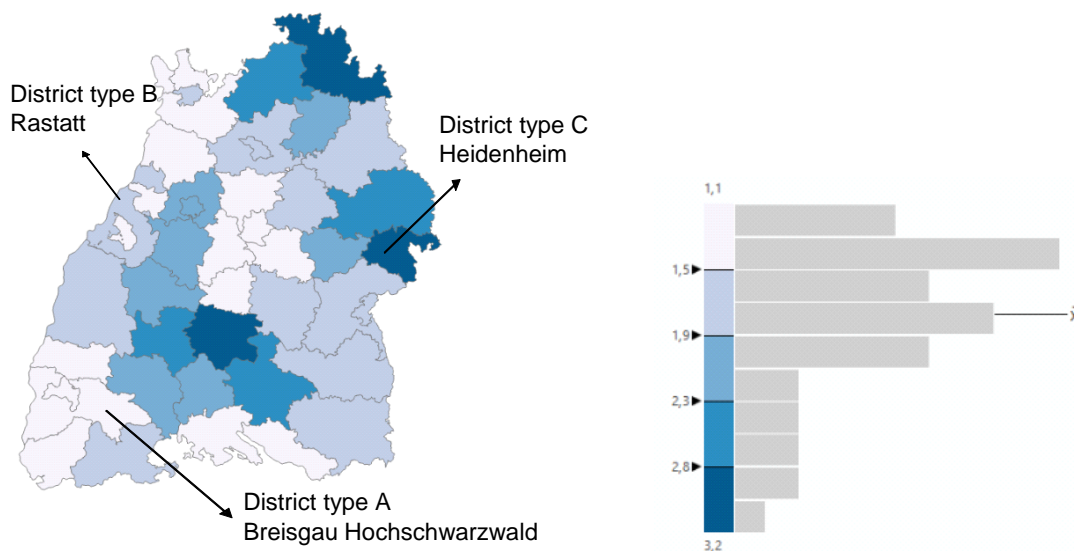 District type B
Rastatt
District type C
Heidenheim
District type A
Breisgau Hochschwarzwald
1,1
1,5
1,9
2,3
2,8
3,2